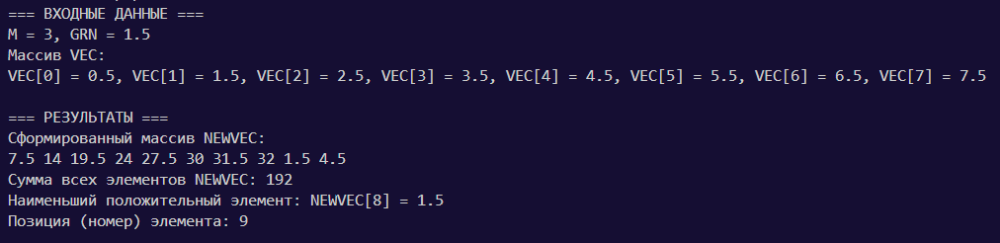 === ВХОДНЫЕ ДАННЫЕ ===
M = 3, GRN = 1.5
Массив VEC:
VEC[0] = 0.5, VEC[1] = 1.5, VEC[2] = 2.5, VEC[3] = 3.5, VEC[4] = 4.5, VEC[5] = 5.5, VEC[6] = 6.5, VEC[7] = 7.5
=== РЕЗУЛЬТАТЫ ===
Сформированный массив NEWVEC:
7.5 14 19.5 24 27.5 30 31.5 32 1.5 4.5
Сумма всех элементов NEWVEC: 192
Наименьший положительный элемент: NEWVEC[8] = 1.5
Позиция (номер) элемента: 9